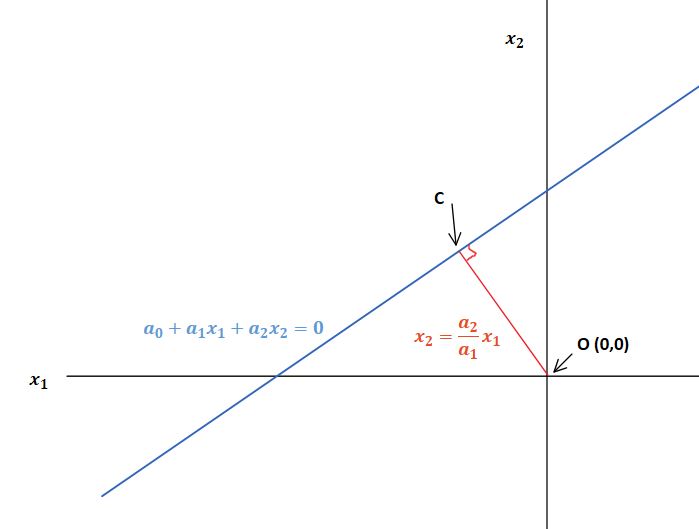 x₂
C
a₀ + a₁x₁ + a₂x₂ = 0
x₂ = a₂/a₁ x₁
O (0,0)
x₁